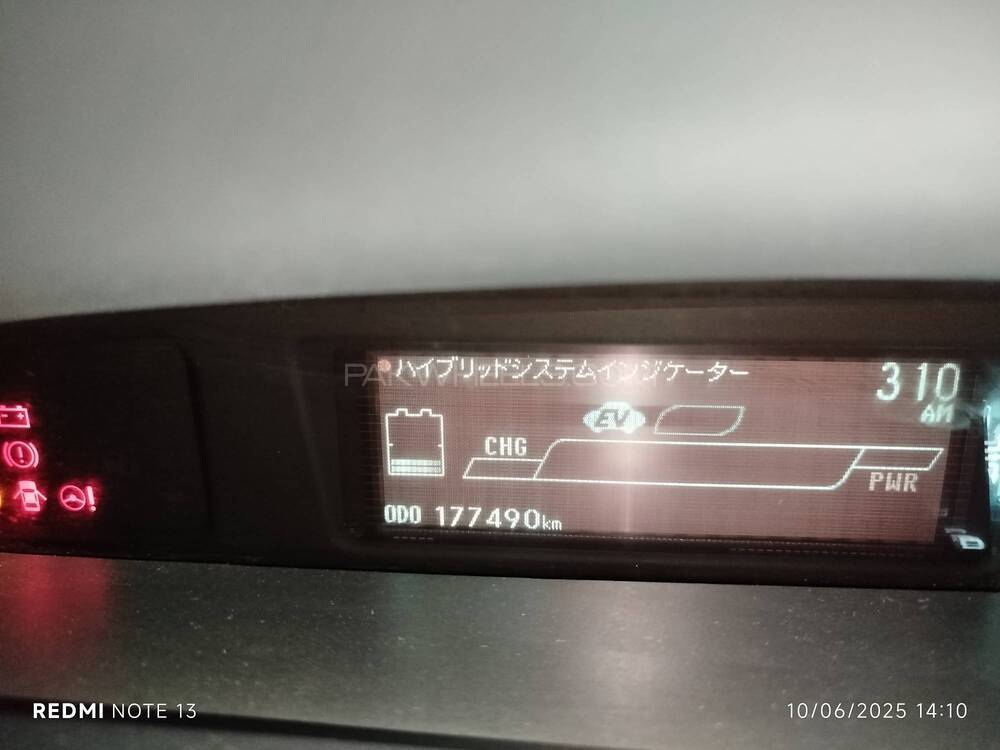 ハイブリッドシステムインジケーター
310
AM
EV
CHG
PWR
ODO 177490km
REDMI NOTE 13
10/06/2025 14:10